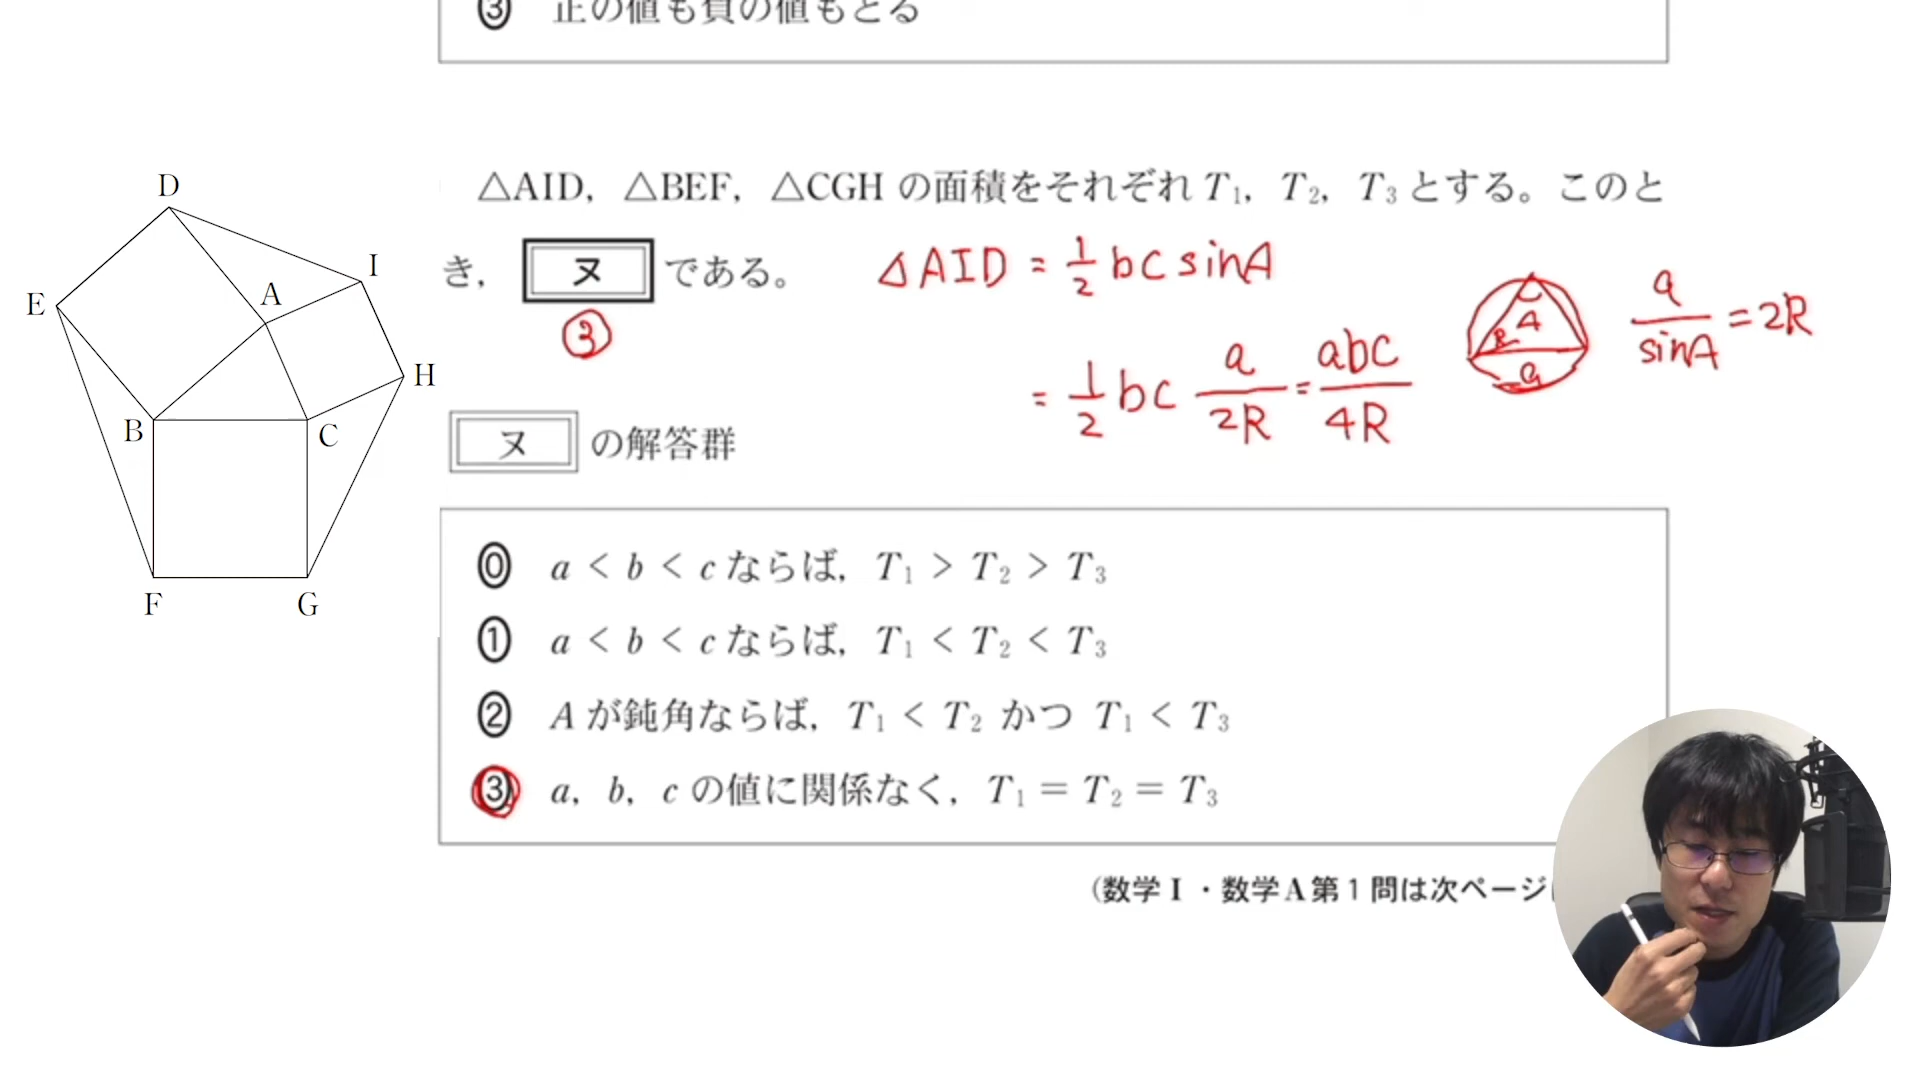 ③ 正の値も負の値もとる
△AID，△BEF，△CGH の面積をそれぞれ T₁，T₂，T₃ とする。このと
き， ヌ である。
③
△AID = 1/2 bc sinA
= 1/2 bc a/2R = abc/4R
A
R
a
a/sinA = 2R
D
I
A
E
H
B
C
F
G
ヌ の解答群
⓪ a < b < c ならば，T₁ > T₂ > T₃
① a < b < c ならば，T₁ < T₂ < T₃
② A が鈍角ならば，T₁ < T₂ かつ T₁ < T₃
③ a，b，c の値に関係なく，T₁ = T₂ = T₃
(数学Ⅰ・数学A第1問は次ページ